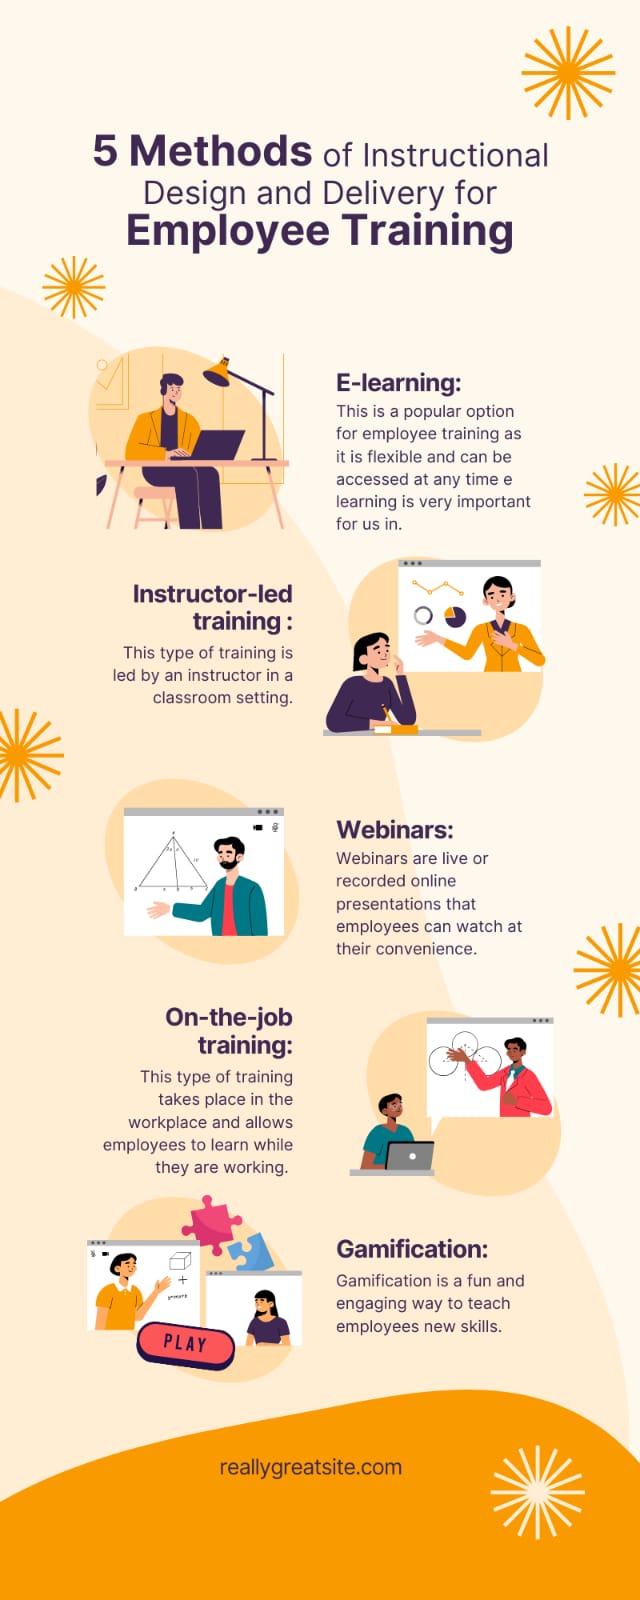 5 Methods of Instructional
Design and Delivery for
Employee Training
E-learning:
This is a popular option
for employee training as
it is flexible and can be
accessed at any time e
learning is very important
for us in.
Instructor-led
training :
This type of training is
led by an instructor in a
classroom setting.
Webinars:
Webinars are live or
recorded online
presentations that
employees can watch at
their convenience.
On-the-job
training:
This type of training
takes place in the
workplace and allows
employees to learn while
they are working.
Gamification:
Gamification is a fun and
engaging way to teach
employees new skills.
PLAY
reallygreatsite.com